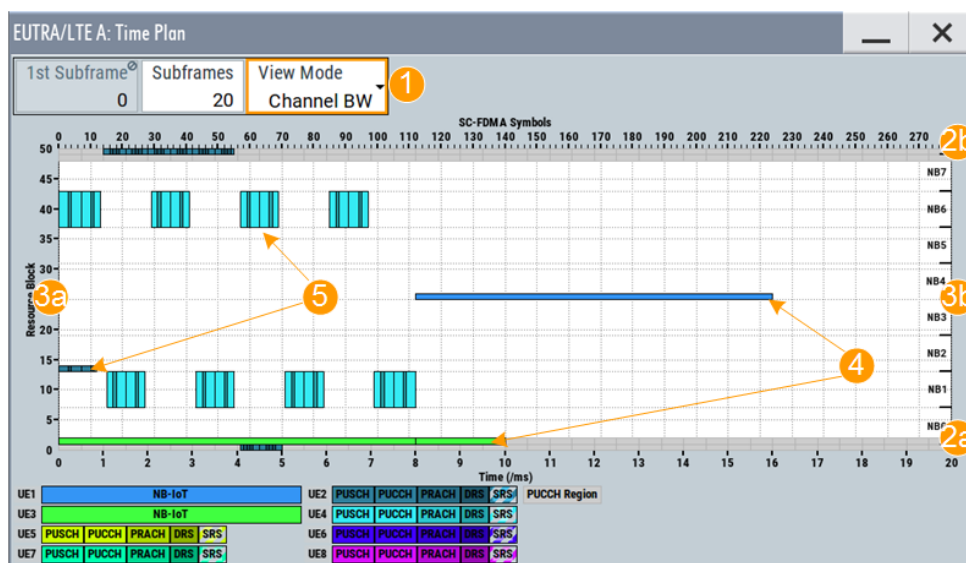 EUTRA/LTE A: Time Plan
1st Subframe Subframes View Mode
0 20 Channel BW 1
SC-FDMA Symbols
0 10 20 30 40 50 60 70 80 90 100 110 120 130 140 150 160 170 180 190 200 210 220 230 240 250 260 270 2b
50
45 NB7
40 NB6
35 NB5
5
30 NB4
3a Resource Block 3b
20 NB3
15 NB2
4
10 NB1
5
0 2a
0 1 2 3 4 5 6 7 8 9 10 11 12 13 14 15 16 17 18 19 20
Time (/ms)
UE1 NB-IoT UE2 PUSCH PUCCH PRACH DRS SRS PUCCH Region
UE3 NB-IoT UE4 PUSCH PUCCH PRACH DRS SRS
UE5 PUSCH PUCCH PRACH DRS SRS UE6 PUSCH PUCCH PRACH DRS SRS
UE7 PUSCH PUCCH PRACH DRS SRS UE8 PUSCH PUCCH PRACH DRS SRS